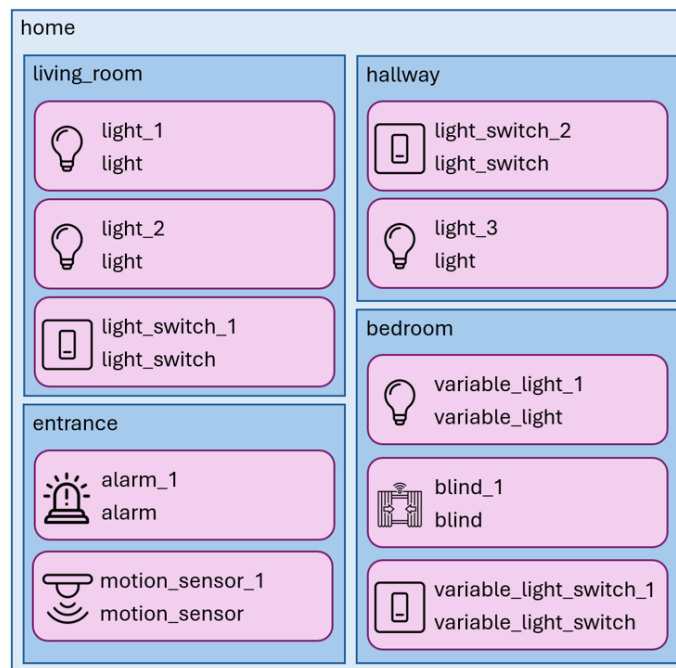 home
living_room
light_1
light
light_2
light
light_switch_1
light_switch
hallway
light_switch_2
light_switch
light_3
light
entrance
alarm_1
alarm
motion_sensor_1
motion_sensor
bedroom
variable_light_1
variable_light
blind_1
blind
variable_light_switch_1
variable_light_switch